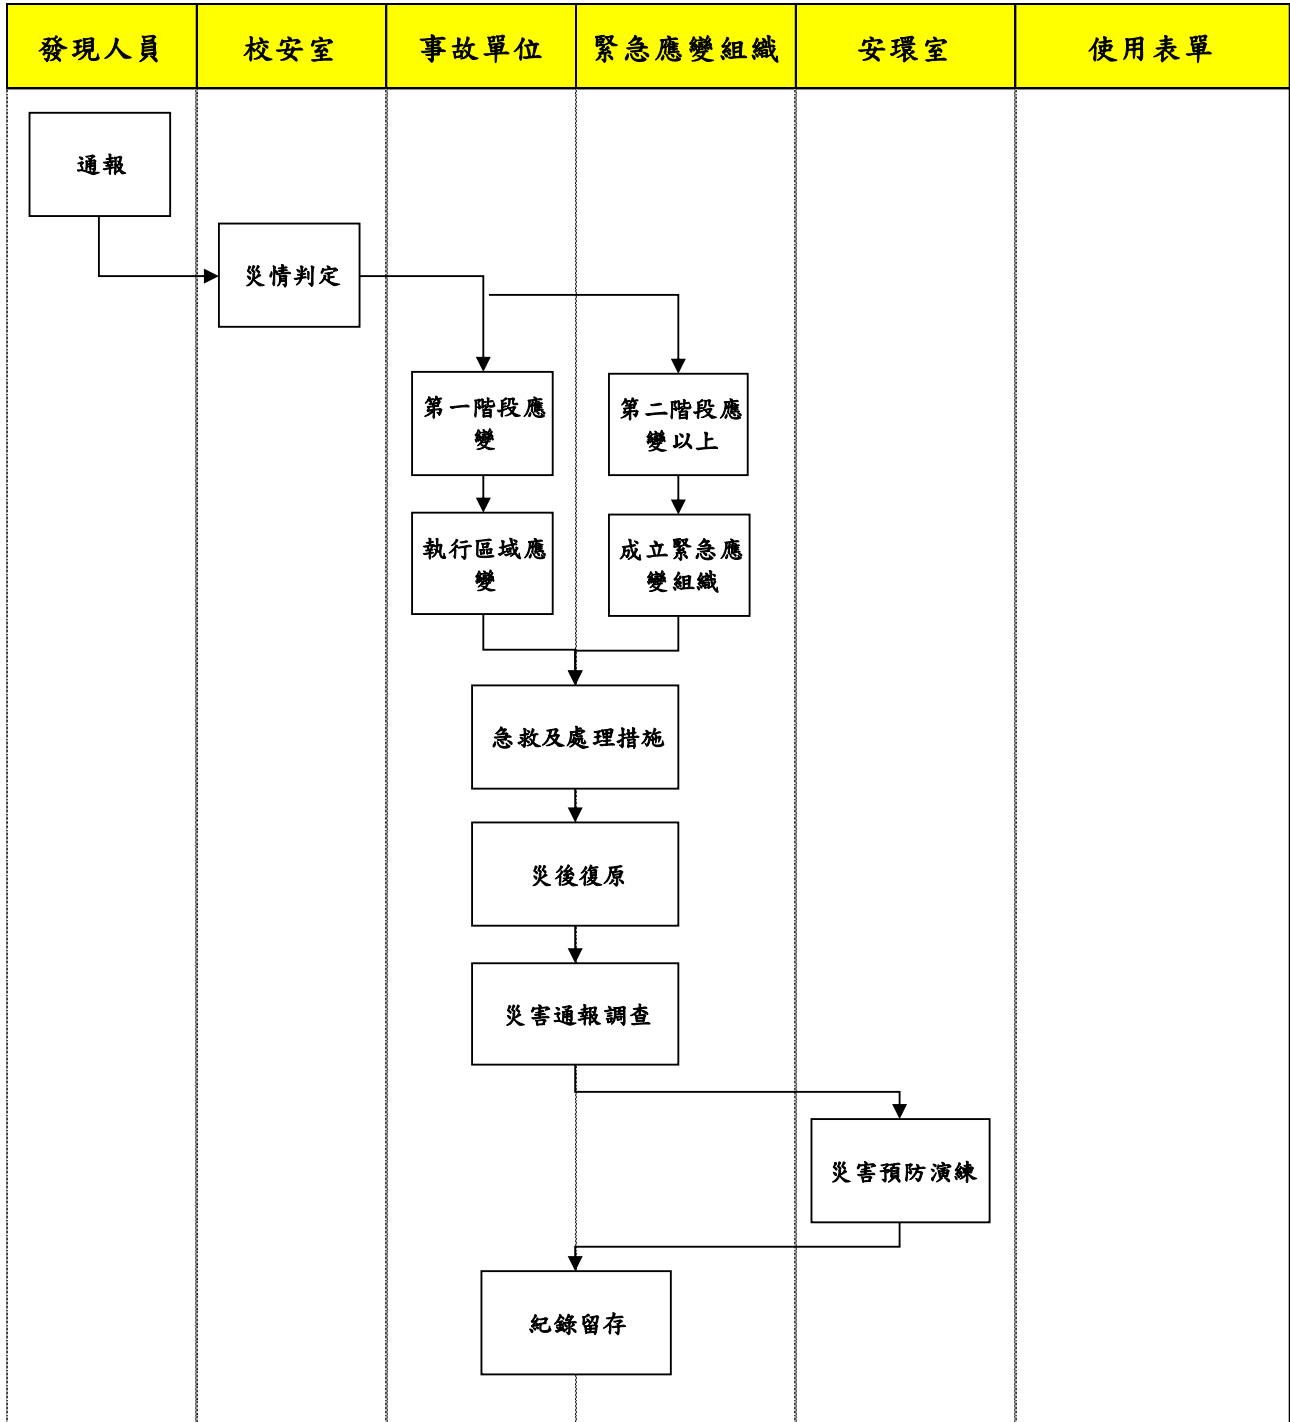 發現人員
校安室
事故單位
緊急應變組織
安環室
使用表單
通報
災情判定
第一階段應
變
第二階段應
變以上
執行區域應
變
成立緊急應
變組織
急救及處理措施
災後復原
災害通報調查
災害預防演練
紀錄留存